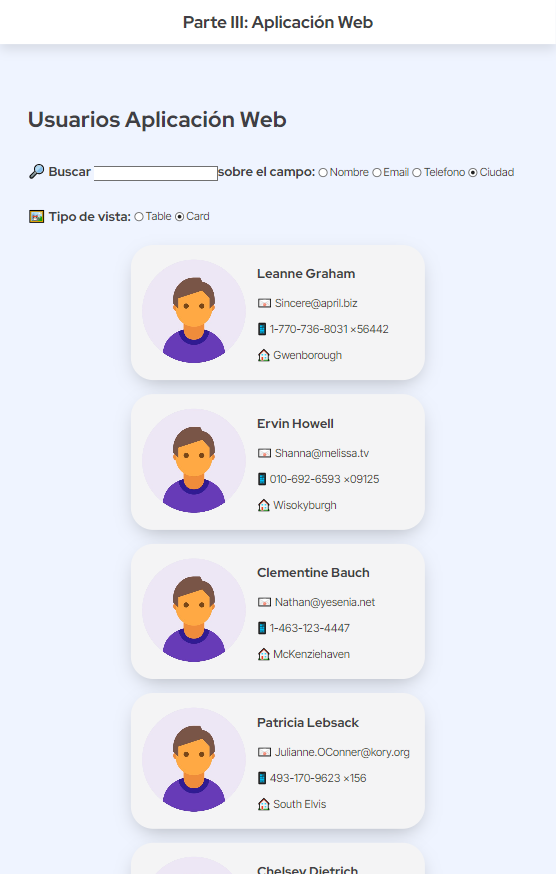 Parte III: Aplicación Web
Usuarios Aplicación Web
🔎 Buscar sobre el campo: Nombre Email Telefono Ciudad
🖼️ Tipo de vista: Table Card
Leanne Graham
Sincere@april.biz
1-770-736-8031 x56442
Gwenborough
Ervin Howell
Shanna@melissa.tv
010-692-6593 x09125
Wisokyburgh
Clementine Bauch
Nathan@yesenia.net
1-463-123-4447
McKenziehaven
Patricia Lebsack
Julianne.OConner@kory.org
493-170-9623 x156
South Elvis
Chelsey Dietrich